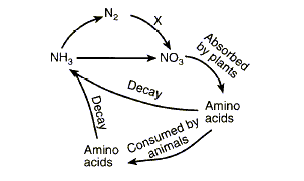 N2
X
NH3
NO3
Absorbed
by plants
Decay
Amino
acids
Decay
Consumed by
animals
Amino
acids